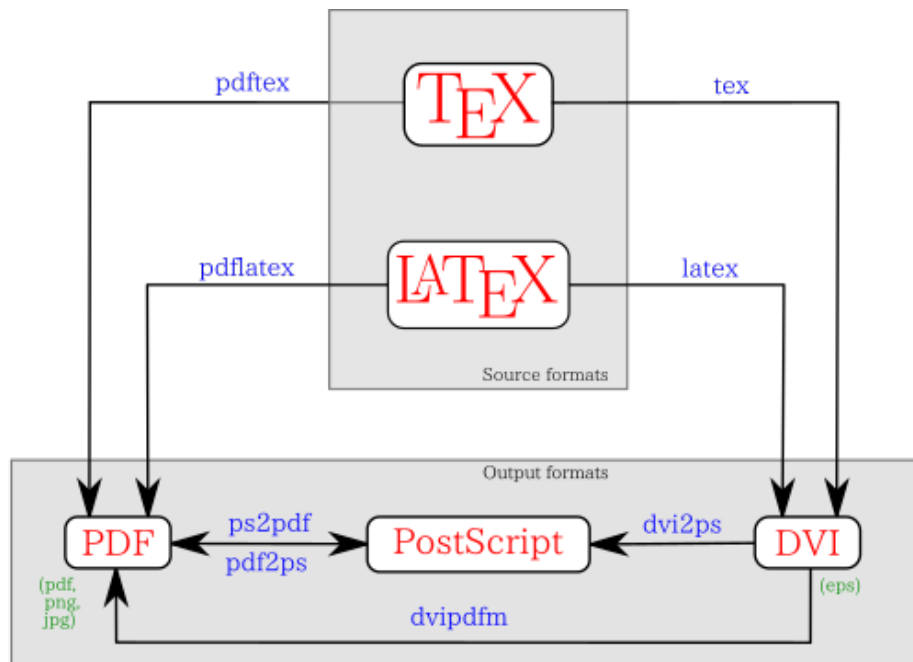 pdftex
TEX
tex
pdflatex
LATEX
latex
Source formats
Output formats
PDF
ps2pdf
pdf2ps
PostScript
dvi2ps
DVI
(pdf,
png,
jpg)
(eps)
dvipdfm